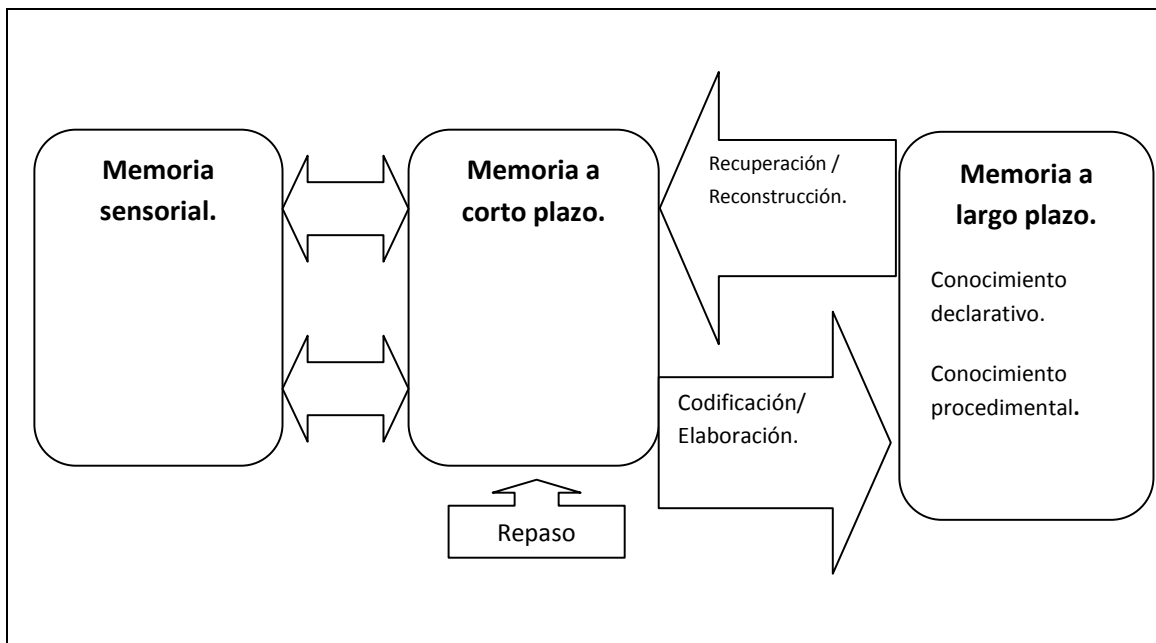 Memoria
sensorial.
Memoria a
corto plazo.
Recuperación /
Reconstrucción.
Memoria a
largo plazo.
Conocimiento
declarativo.
Conocimiento
procedimental.
Codificación/
Elaboración.
Repaso